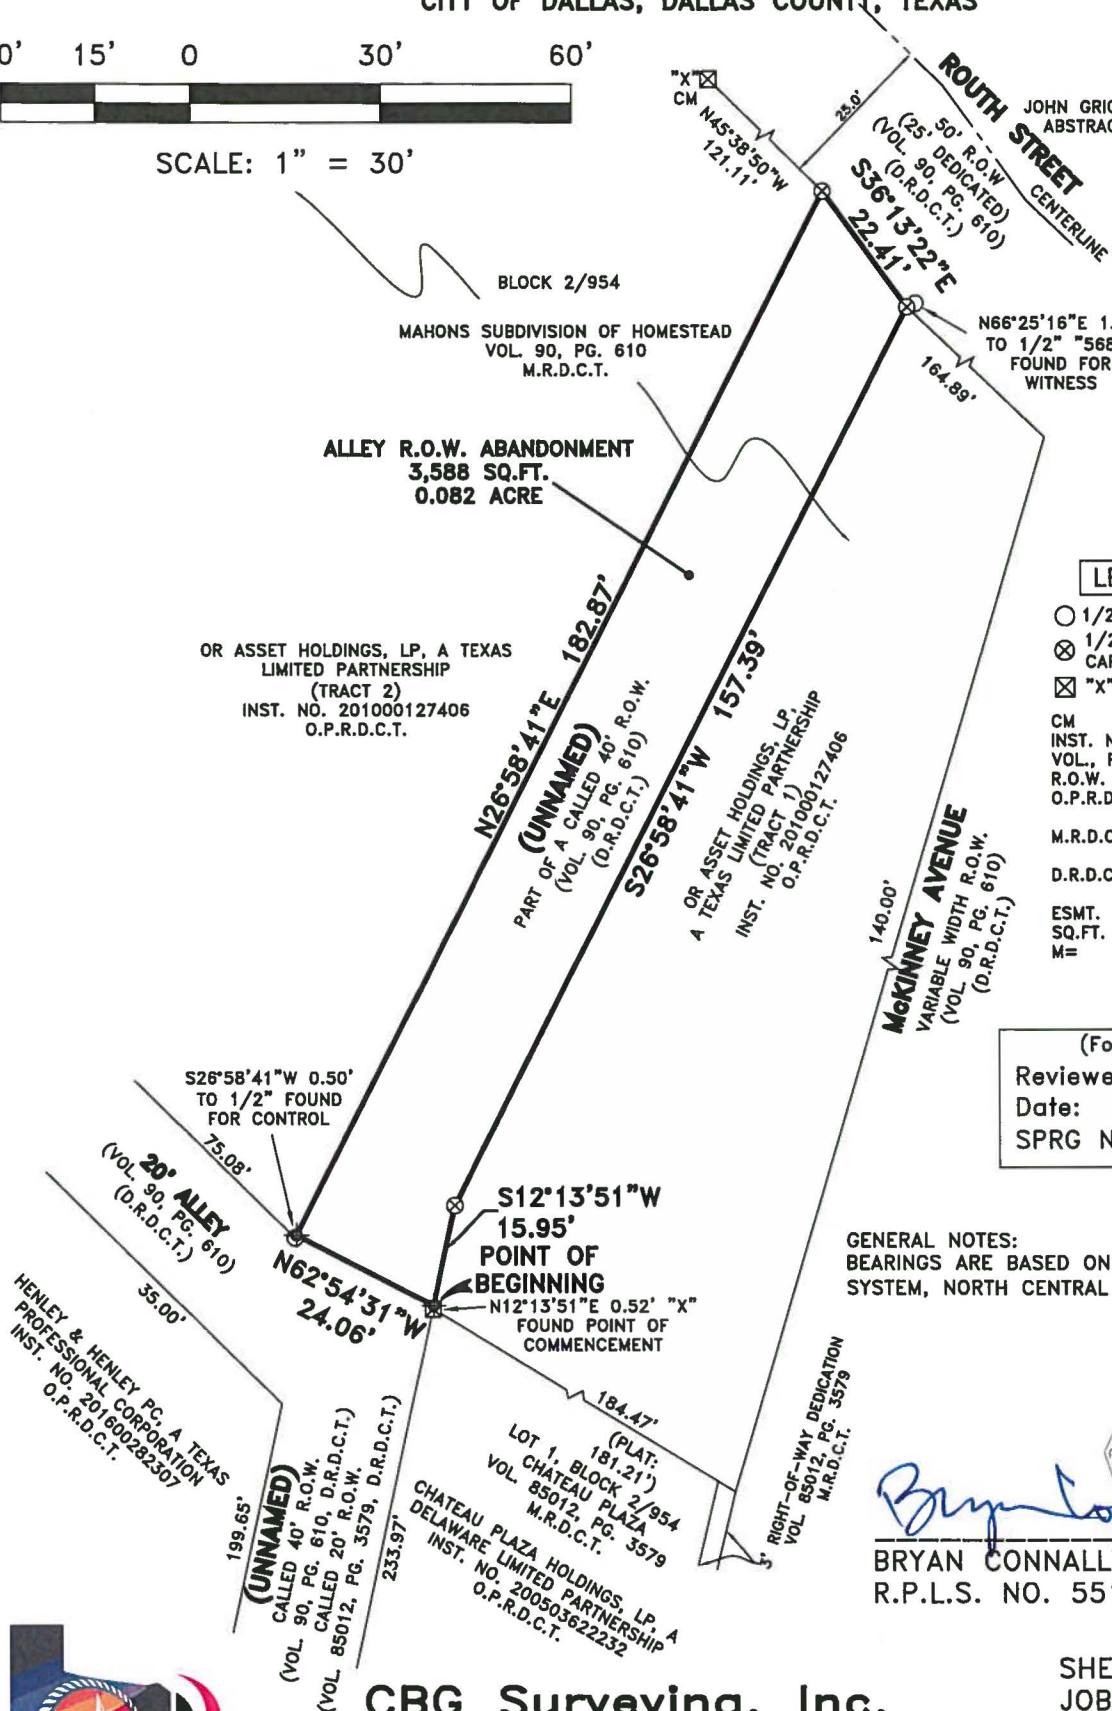 CITY OF DALLAS, DALLAS COUNTY, TEXAS
15' 0 30' 60'
SCALE: 1" = 30'
"X"
CM
N45°38'50"W
121.11'
25.0'
ROUTH STREET
CENTERLINE
50' R.O.W
(25' DEDICATED)
(VOL. 90, PG. 610)
(D.R.D.C.T.)
S36°13'22"E
22.41'
JOHN
BLOCK 2/954
MAHONS SUBDIVISION OF HOMESTEAD
VOL. 90, PG. 610
M.R.D.C.T.
N66°25'16"E
TO 1/2"
FOUND FOR
WITNESS
164.89'
ALLEY R.O.W. ABANDONMENT
3,588 SQ.FT.
0.082 ACRE
N26°58'41"E 182.87'
OR ASSET HOLDINGS, LP, A TEXAS
LIMITED PARTNERSHIP
(TRACT 2)
INST. NO. 201000127406
O.P.R.D.C.T.
(UNNAMED)
PART OF A CALLED 40' R.O.W.
(VOL. 90, PG. 610)
(D.R.D.C.T.)
S26°58'41"W 157.39'
OR ASSET HOLDINGS, LP,
A TEXAS LIMITED PARTNERSHIP
(TRACT 1)
INST. NO. 201000127406
O.P.R.D.C.T.
140.00'
McKINNEY AVENUE
VARIABLE WIDTH R.O.W.
(VOL. 90, PG. 610)
(D.R.D.C.T.)
CM
INST.
VOL.,
R.O.W.
ESMT.
SQ.FT.
M=
Date:
SPRG
S26°58'41"W 0.50'
TO 1/2" FOUND
FOR CONTROL
75.08'
20' ALLEY
(VOL. 90, PG. 610)
(D.R.D.C.T.)
35.00'
N62°54'31"W
24.06'
S12°13'51"W
15.95'
POINT OF
BEGINNING
N12°13'51"E 0.52' "X"
FOUND POINT OF
COMMENCEMENT
GENERAL NOTES:
BEARINGS ARE BASED ON
SYSTEM, NORTH CENTRAL
HENLEY & HENLEY PC, A TEXAS
PROFESSIONAL CORPORATION
INST. NO. 201600282307
O.P.R.D.C.T.
199.65'
(UNNAMED)
CALLED 40' R.O.W.
(VOL. 90, PG. 610, D.R.D.C.T.)
CALLED 20' R.O.W.
(VOL. 85012, PG. 3579, D.R.D.C.T.)
233.97'
184.47'
(PLAT:
181.21')
LOT 1, BLOCK 2/954
CHATEAU PLAZA
VOL. 85012, PG. 3579
M.R.D.C.T.
CHATEAU PLAZA HOLDINGS, LP, A
DELAWARE LIMITED PARTNERSHIP
INST. NO. 200503622232
O.P.R.D.C.T.
3' RIGHT-OF-WAY DEDICATION
VOL. 85012, PG. 3579
M.R.D.C.T.
BRYAN
R.P.L.S. NO.
CBG Surveying, Inc.
JOB